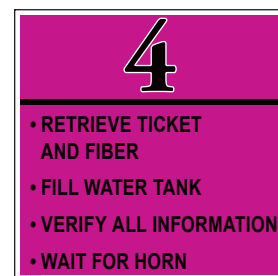 4
• RETRIEVE TICKET
AND FIBER
• FILL WATER TANK
• VERIFY ALL INFORMATION
• WAIT FOR HORN